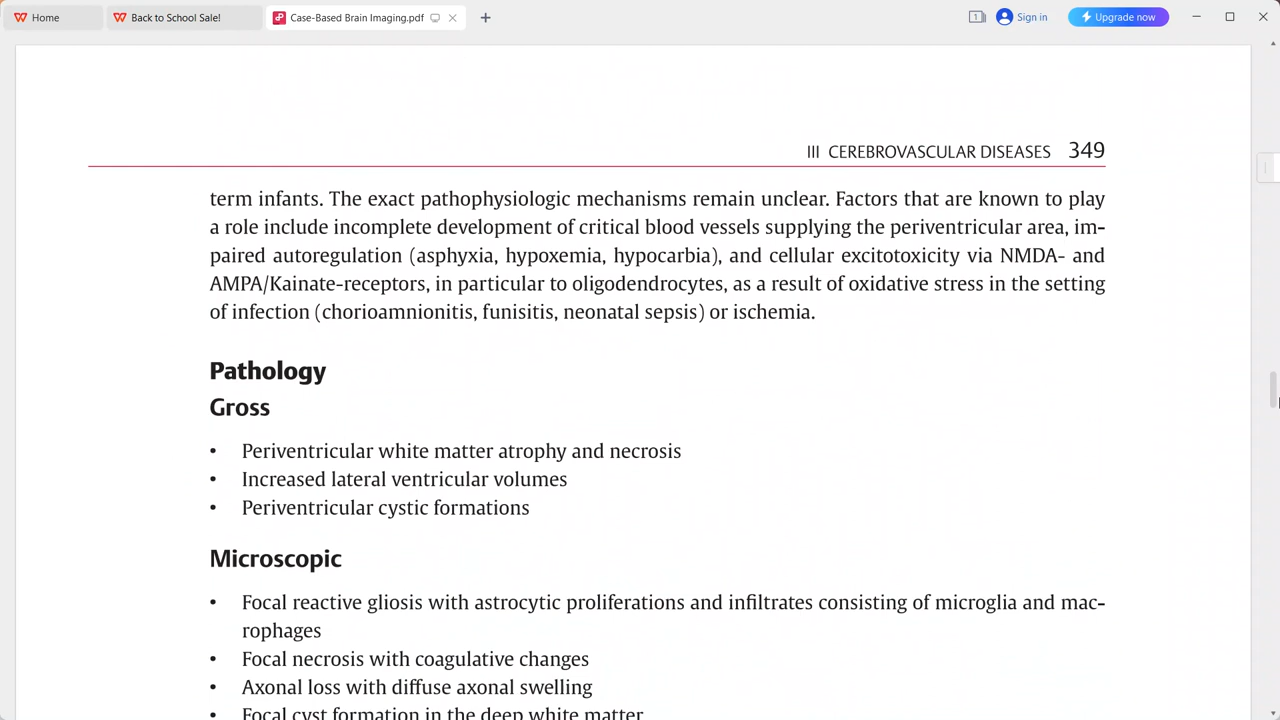 Home
Back to School Sale!
Case-Based Brain Imaging.pdf
1
Sign in
Upgrade now
III CEREBROVASCULAR DISEASES 349
term infants. The exact pathophysiologic mechanisms remain unclear. Factors that are known to play
a role include incomplete development of critical blood vessels supplying the periventricular area, im-
paired autoregulation (asphyxia, hypoxemia, hypocarbia), and cellular excitotoxicity via NMDA- and
AMPA/Kainate-receptors, in particular to oligodendrocytes, as a result of oxidative stress in the setting
of infection (chorioamnionitis, funisitis, neonatal sepsis) or ischemia.
Pathology
Gross
• Periventricular white matter atrophy and necrosis
• Increased lateral ventricular volumes
• Periventricular cystic formations
Microscopic
• Focal reactive gliosis with astrocytic proliferations and infiltrates consisting of microglia and mac-
rophages
• Focal necrosis with coagulative changes
• Axonal loss with diffuse axonal swelling
• Focal cyst formation in the deep white matter